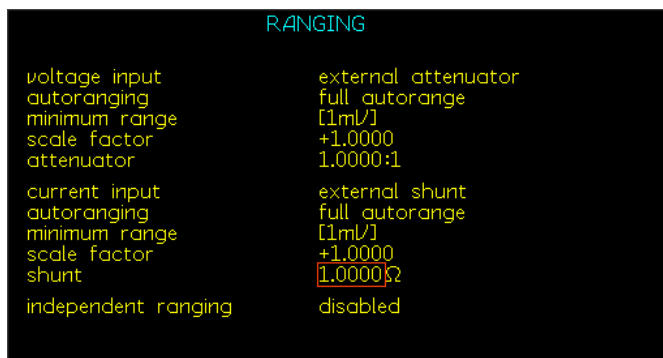 RANGING
voltage input external attenuator
autoranging full autorange
minimum range [1mV]
scale factor +1.0000
attenuator 1.0000:1
current input external shunt
autoranging full autorange
minimum range [1mV]
scale factor +1.0000
shunt 1.0000Ω
independent ranging disabled